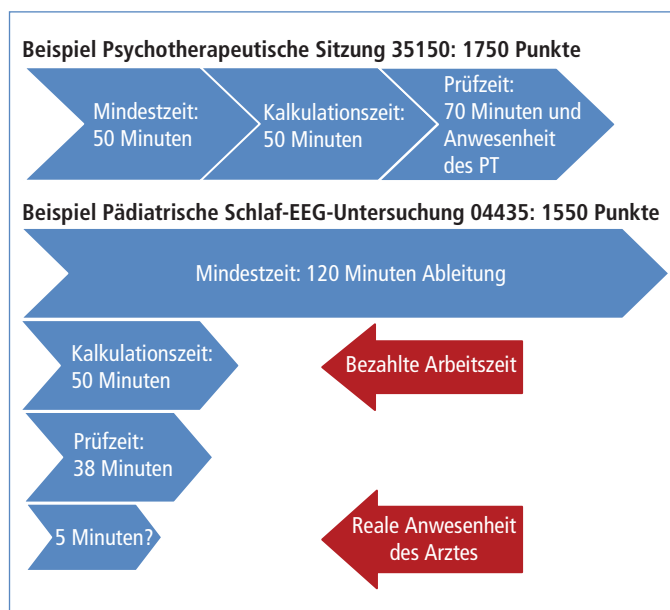 Beispiel Psychotherapeutische Sitzung 35150: 1750 Punkte
Mindestzeit:
50 Minuten
Kalkulationszeit:
50 Minuten
Prüfzeit:
70 Minuten und
Anwesenheit
des PT
Beispiel Pädiatrische Schlaf-EEG-Untersuchung 04435: 1550 Punkte
Mindestzeit: 120 Minuten Ableitung
Kalkulationszeit:
50 Minuten
Bezahlte Arbeitszeit
Prüfzeit:
38 Minuten
5 Minuten?
Reale Anwesenheit
des Arztes